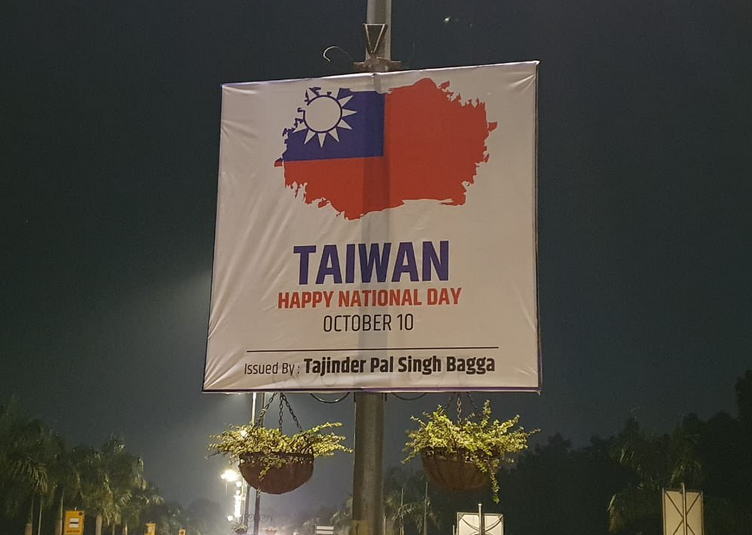 TAIWAN
HAPPY NATIONAL DAY
OCTOBER 10
Issued By : Tajinder Pal Singh Bagga